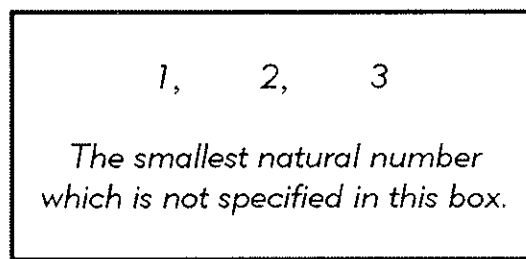 1, 2, 3
The smallest natural number
which is not specified in this box.